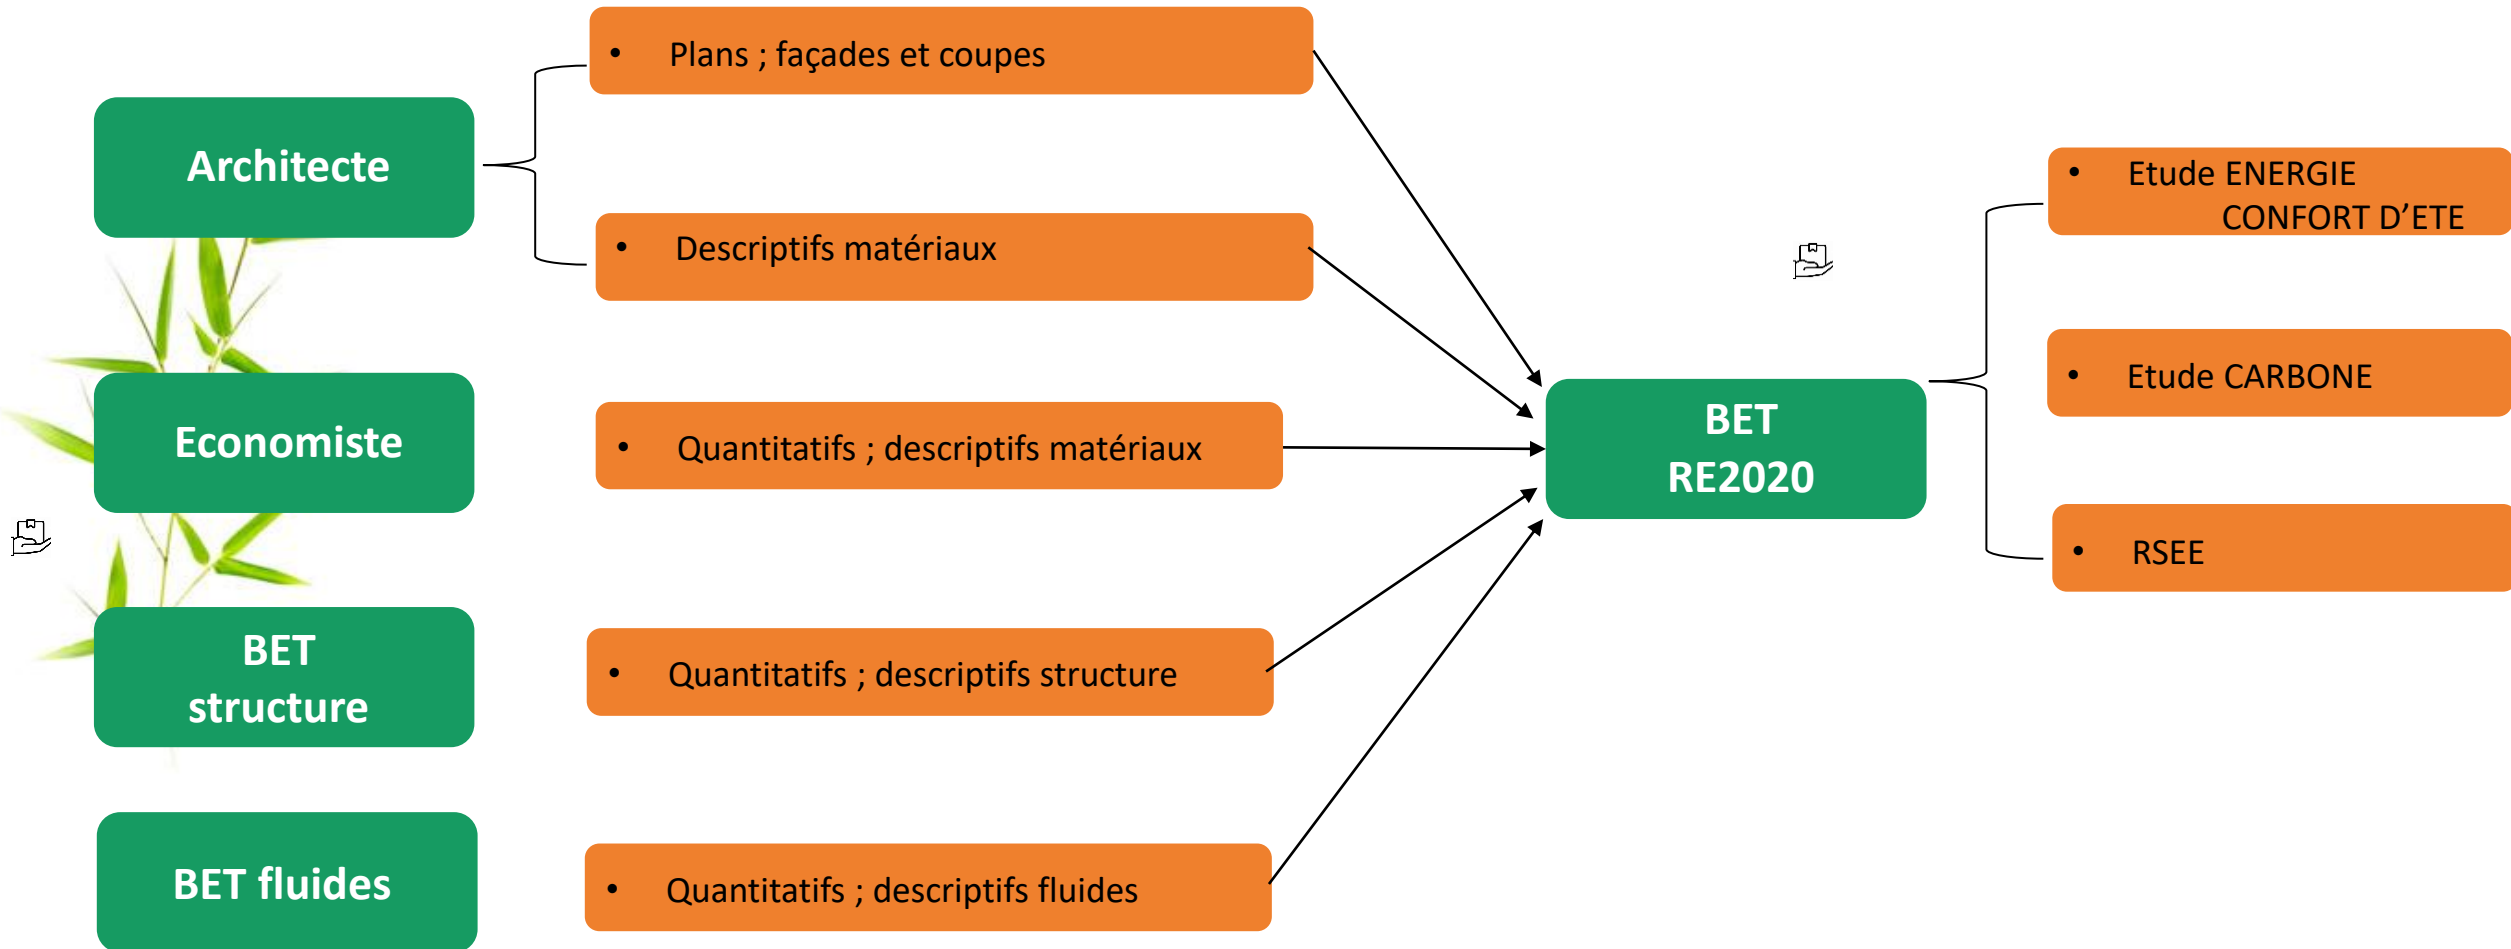 Architecte
• Plans ; façades et coupes
• Descriptifs matériaux
Economiste
• Quantitatifs ; descriptifs matériaux
BET
structure
• Quantitatifs ; descriptifs structure
BET fluides
• Quantitatifs ; descriptifs fluides
BET
RE2020
• Etude ENERGIE
CONFORT D’ETE
• Etude CARBONE
• RSEE